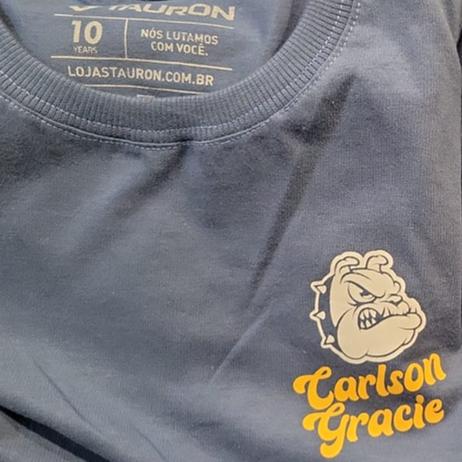 TAURON
10
YEARS
NÓS LUTAMOS
COM VOCÊ.
LOJASTAURON.COM.BR
Carlson
Gracie